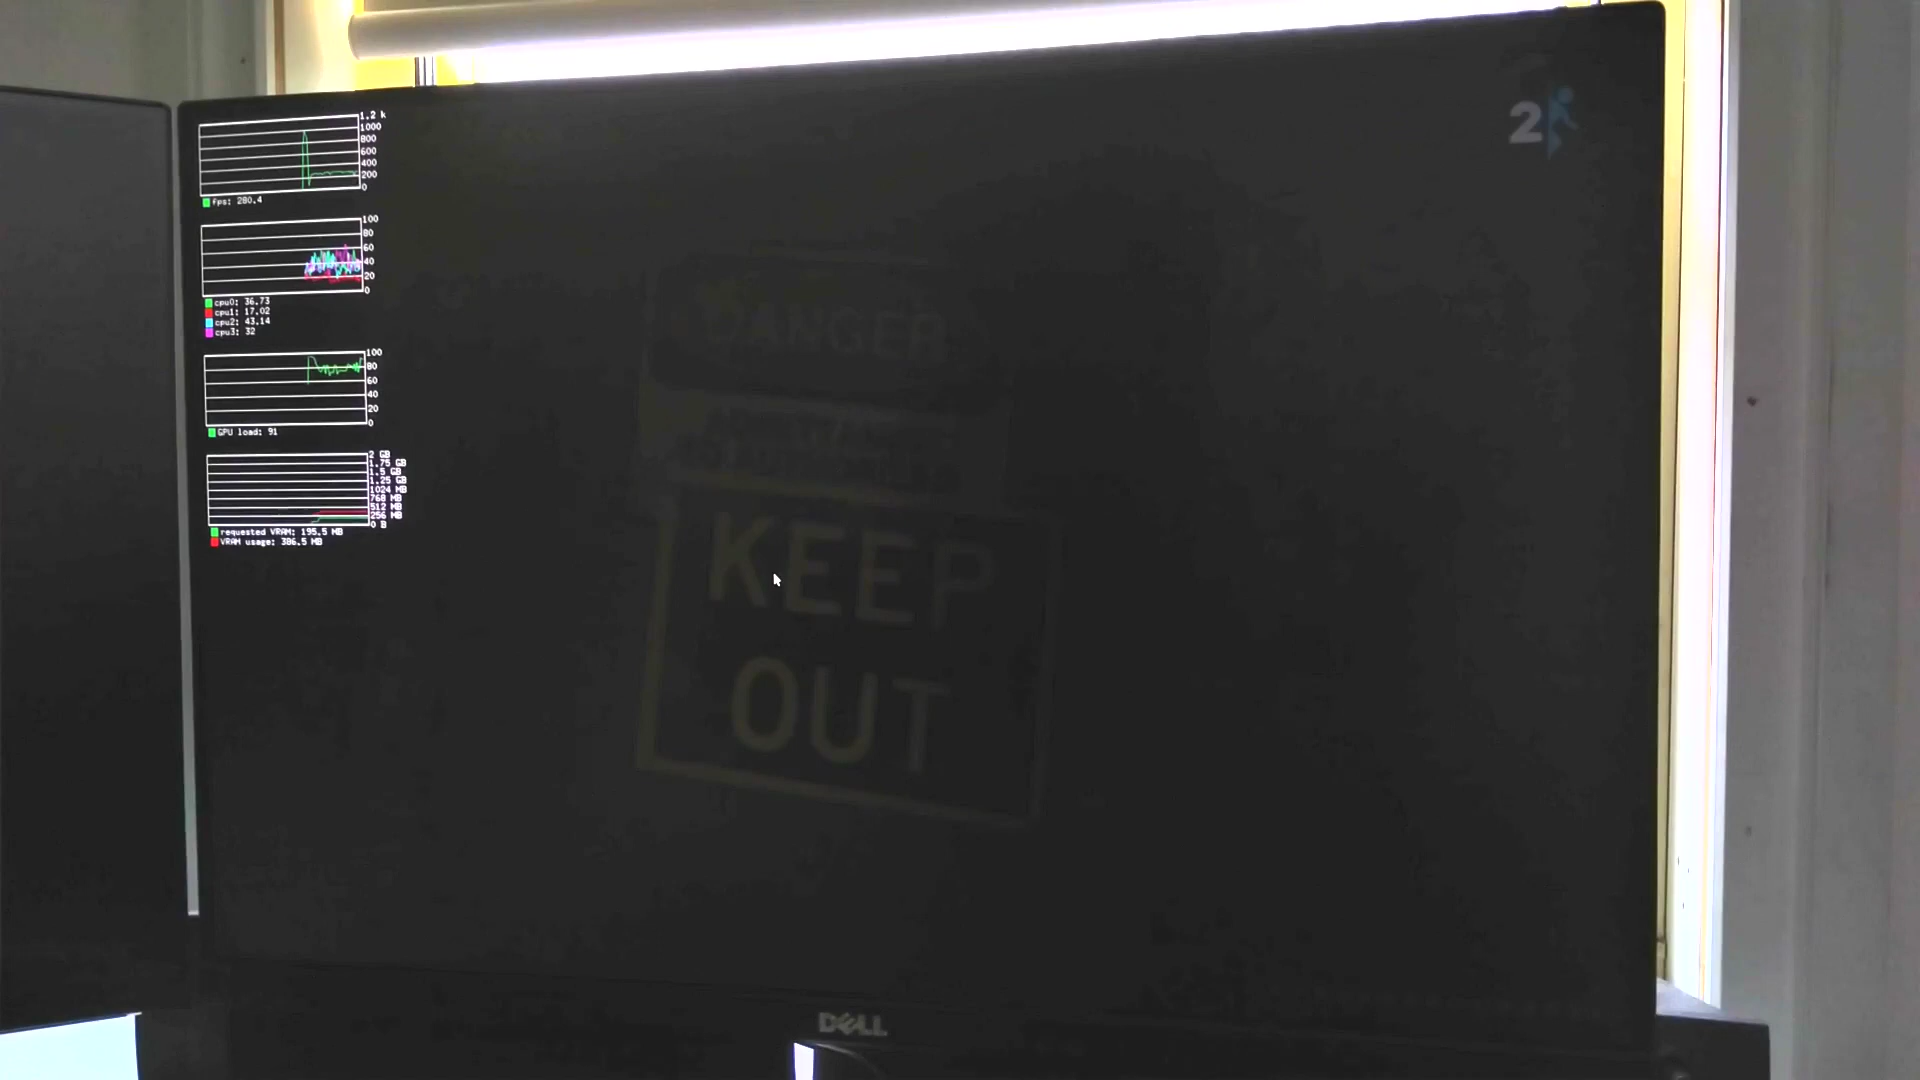 1.2 k
1000
800
600
400
200
0
fps: 280.4
100
80
60
40
20
0
cpu0: 36.73
cpu1: 17.02
cpu2: 43.14
cpu3: 32
100
80
60
40
20
0
GPU load: 91
2 GB
1.75 GB
1.5 GB
1.25 GB
1024 MB
768 MB
512 MB
256 MB
0 B
requested VRAM: 195.5 MB
VRAM usage: 386.5 MB
2
DANGER
KEEP
OUT
DELL